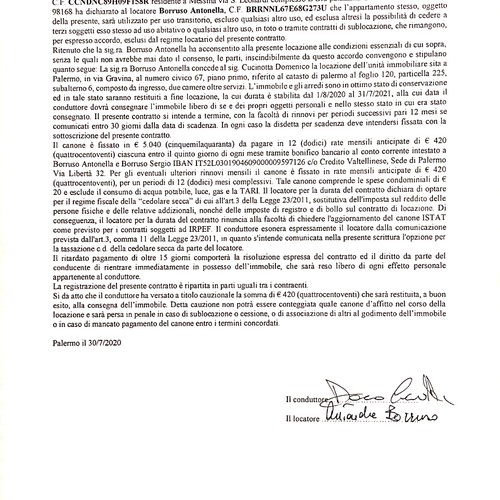 C.F. CCNDNC89H09F158R residente a Messina via S. Leonardi complesso
98168 ha dichiarato al locatore Borruso Antonella, C.F. BRRNNL67E68G273U che l'appartamento stesso, oggetto
della presente, sarà utilizzato per uso transitorio, escluso qualsiasi altro uso, ed esclusa altresì la possibilità di cedere a
terzi soggetti esso stesso ad uso abitativo o qualsiasi altro uso, in toto o tramite contratti di sublocazione, che rimangono,
per espresso accordo, esclusi dal regime locatario del presente contratto.
Ritenuto che la sig.ra. Borruso Antonella ha acconsentito alla presente locazione alle condizioni essenziali di cui sopra,
senza le quali non avrebbe mai dato il consenso, le parti, inscindibilmente da questo accordo convengono e stipulano
quanto segue: La sig.ra Borruso Antonella concede al sig. Cucinotta Domenico la locazione dell'unità immobiliare sita a
Palermo, in via Gravina, al numero civico 67, piano primo, riferito al catasto di palermo al foglio 120, particella 225,
subalterno 6, composto da ingresso, due camere oltre servizi. L'immobile e gli arredi sono in ottimo stato di conservazione
ed in tale stato saranno restituiti a fine locazione, la cui durata è stabilita dal 1/8/2020 al 31/7/2021, alla cui data il
conduttore dovrà consegnare l'immobile libero di se e dei propri oggetti personali e nello stesso stato in cui era stato
consegnato. Il presente contratto si intende a termine, con la facoltà di rinnovi per periodi successivi pari 12 mesi se
comunicati entro 30 giorni dalla data di scadenza. In ogni caso la disdetta per scadenza deve intendersi fissata con la
sottoscrizione del presente contratto.
Il canone è fissato in € 5.040 (cinquemilaquaranta) da pagare in 12 (dodici) rate mensili anticipate di € 420
(quattrocentoventi) ciascuna entro il quinto giorno di ogni mese tramite bonifico bancario al conto corrente intestato a
Borruso Antonella e Borruso Sergio IBAN IT52L0301904609000009597126 c/o Credito Valtellinese, Sede di Palermo
Via Libertà 32. Per gli eventuali ulteriori rinnovi mensili il canone è fissato in rate mensili anticipate di € 420
(quattrocentoventi), per un periodi di 12 (dodici) mesi complessivi. Tale canone comprende le spese condominiali di €
20 e esclude il consumo di acqua potabile, luce, gas e la TARI. Il locatore per la durata del contratto dichiara di optare
per il regime fiscale della “cedolare secca” di cui all'art.3 della Legge 23/2011, sostitutiva dell'imposta sul reddito delle
persone fisiche e delle relative addizionali, nonché delle imposte di registro e di bollo sul contratto di locazione. Di
conseguenza, il locatore per la durata del contratto rinuncia alla facoltà di chiedere l'aggiornamento del canone ISTAT
come previsto per i contratti soggetti ad IRPEF. Il conduttore esonera espressamente il locatore dalla comunicazione
prevista dall'art.3, comma 11 della Legge 23/2011, in quanto s'intende comunicata nella presente scrittura l'opzione per
la tassazione c.d. della cedolare secca da parte del locatore.
Il ritardato pagamento di oltre 15 giorni comporterà la risoluzione espressa del contratto ed il diritto da parte del
conducente di rientrare immediatamente in possesso dell'immobile, che sarà reso libero di ogni effetto personale
appartenente al conduttore.
La registrazione del presente contratto è ripartita in parti uguali tra i contraenti.
Si da atto che il conduttore ha versato a titolo cauzionale la somma di € 420 (quattrocentoventi) che sarà restituita, a buon
esito, alla consegna dell'immobile. Detta cauzione non potrà essere conteggiata quale canone d'affitto nel corso della
locazione e sarà persa in penale in caso di sublocazione o cessione, o di associazione di altri al godimento dell'immobile
o in caso di mancato pagamento del canone entro i termini concordati.
Palermo il 30/7/2020
Il conduttore
Il locatore Borruso